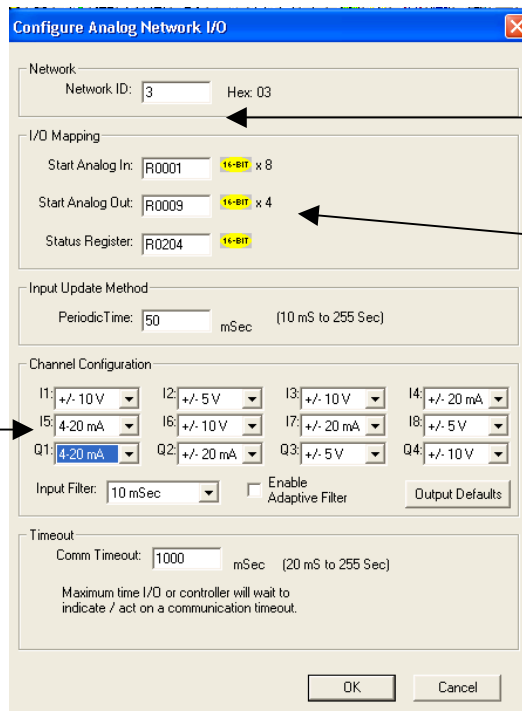 Configure Analog Network I/O
Network
Network ID: 3 Hex: 03
I/O Mapping
Start Analog In: R0001 16-BIT x 8
Start Analog Out: R0009 16-BIT x 4
Status Register: R0204 16-BIT
Input Update Method
PeriodicTime: 50 mSec (10 mS to 255 Sec)
Channel Configuration
I1: +/- 10 V I2: +/- 5 V I3: +/- 10 V I4: +/- 20 mA
I5: 4-20 mA I6: +/- 10 V I7: +/- 20 mA I8: +/- 5 V
Q1: 4-20 mA Q2: +/- 20 mA Q3: +/- 5 V Q4: +/- 10 V
Input Filter: 10 mSec Enable
Adaptive Filter Output Defaults
Timeout
Comm Timeout: 1000 mSec (20 mS to 255 Sec)
Maximum time I/O or controller will wait to
indicate / act on a communication timeout.
OK Cancel